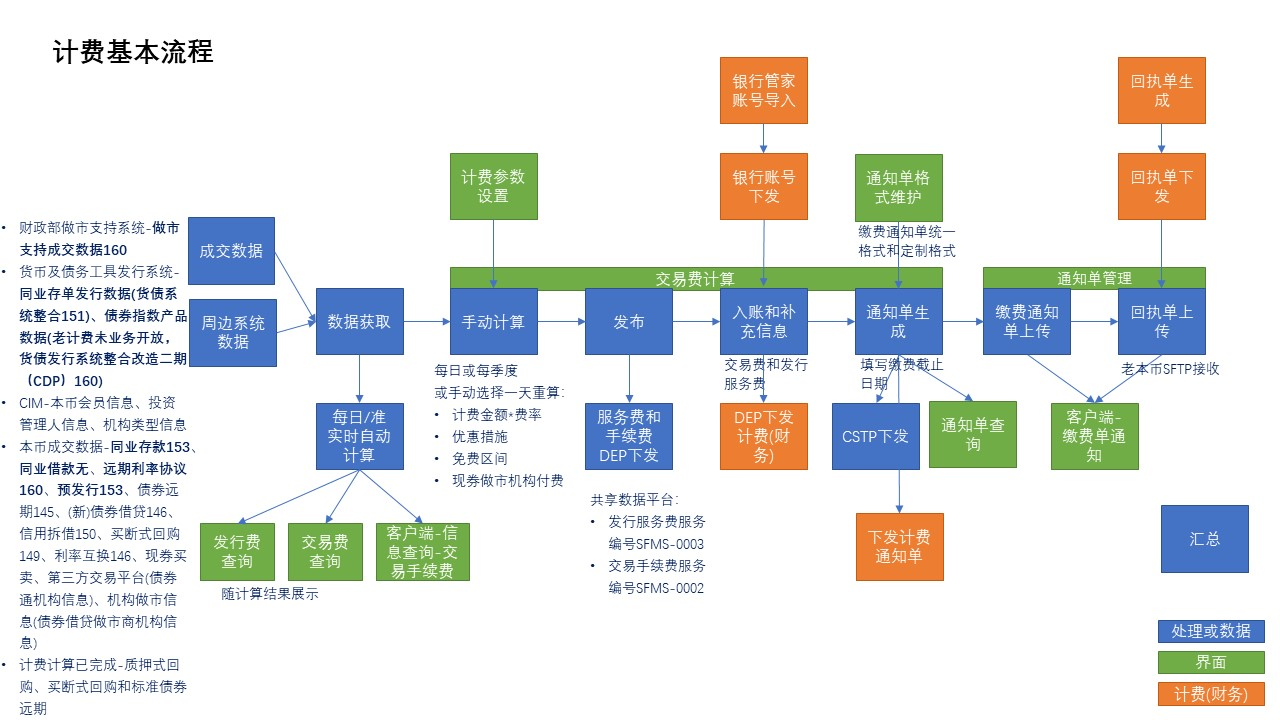 计费基本流程
银行管家
账号导入
回执单生
成
计费参数
设置
银行账号
下发
通知单格
式维护
回执单下
发
缴费通知单统一
格式和定制格式
• 财政部做市支持系统-做市
支持成交数据160
• 货币及债务工具发行系统-
同业存单发行数据(货债系
统整合151)、债券指数产品
数据(老计费未业务开放，
货债发行系统整合改造二期
（CDP）160)
• CIM-本币会员信息、投资
管理人信息、机构类型信息
• 本币成交数据-同业存款153、
同业借款无、远期利率协议
160、预发行153、债券远
期145、(新)债券借贷146、
信用拆借150、买断式回购
149、利率互换146、现券买
卖、第三方交易平台(债券
通机构信息)、机构做市信
息(债券借贷做市商机构信
息)
• 计费计算已完成-质押式回
购、买断式回购和标准债券
远期
成交数据
周边系统
数据
交易费计算
通知单管理
数据获取
手动计算
发布
入账和补
充信息
通知单生
成
缴费通知
单上传
回执单上
传
每日或每季度
或手动选择一天重算：
• 计费金额*费率
• 优惠措施
• 免费区间
• 现券做市机构付费
交易费和发行
服务费
填写缴费截止
日期
老本币SFTP接收
每日/准
实时自动
计算
服务费和
手续费
DEP下发
DEP下发
计费(财
务)
CSTP下发
通知单查
询
客户端-
缴费单通
知
共享数据平台：
• 发行服务费服务
编号SFMS-0003
• 交易手续费服务
编号SFMS-0002
发行费
查询
交易费
查询
客户端-信
息查询-交
易手续费
随计算结果展示
下发计费
通知单
汇总
处理或数据
界面
计费(财务)